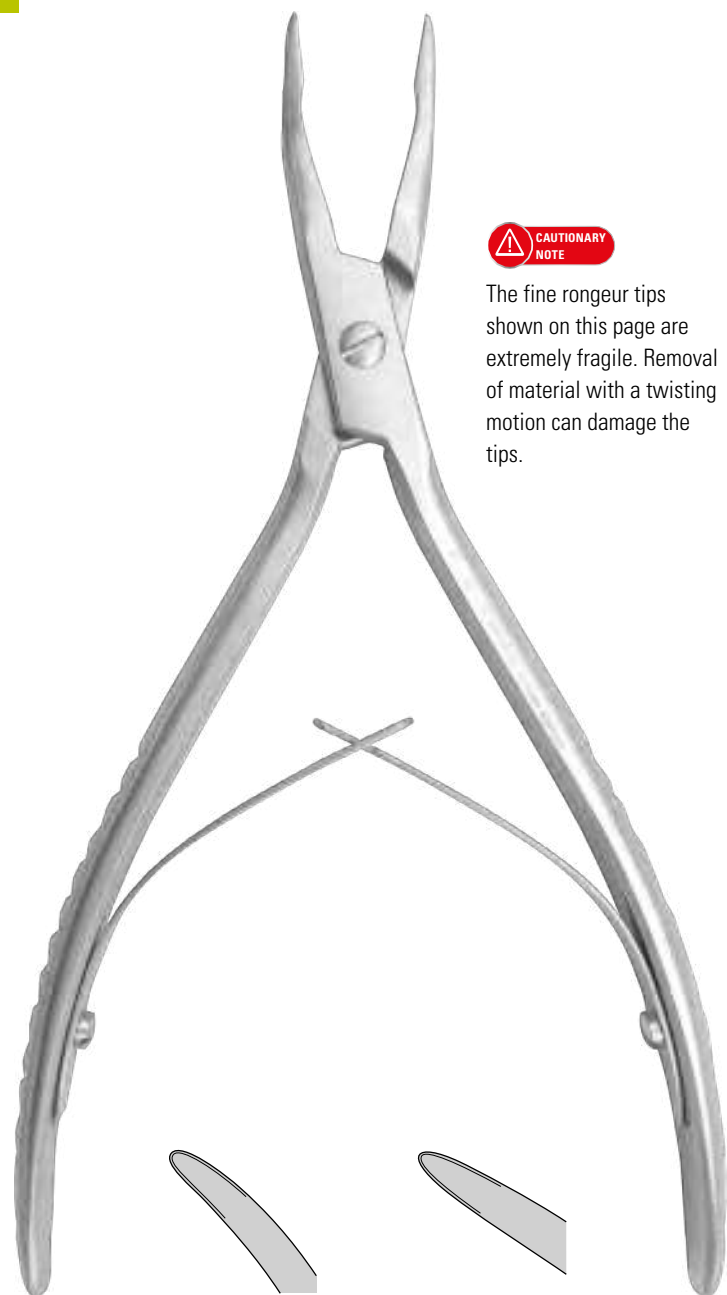 CAUTIONARY
NOTE
The fine rongeur tips
shown on this page are
extremely fragile. Removal
of material with a twisting
motion can damage the
tips.